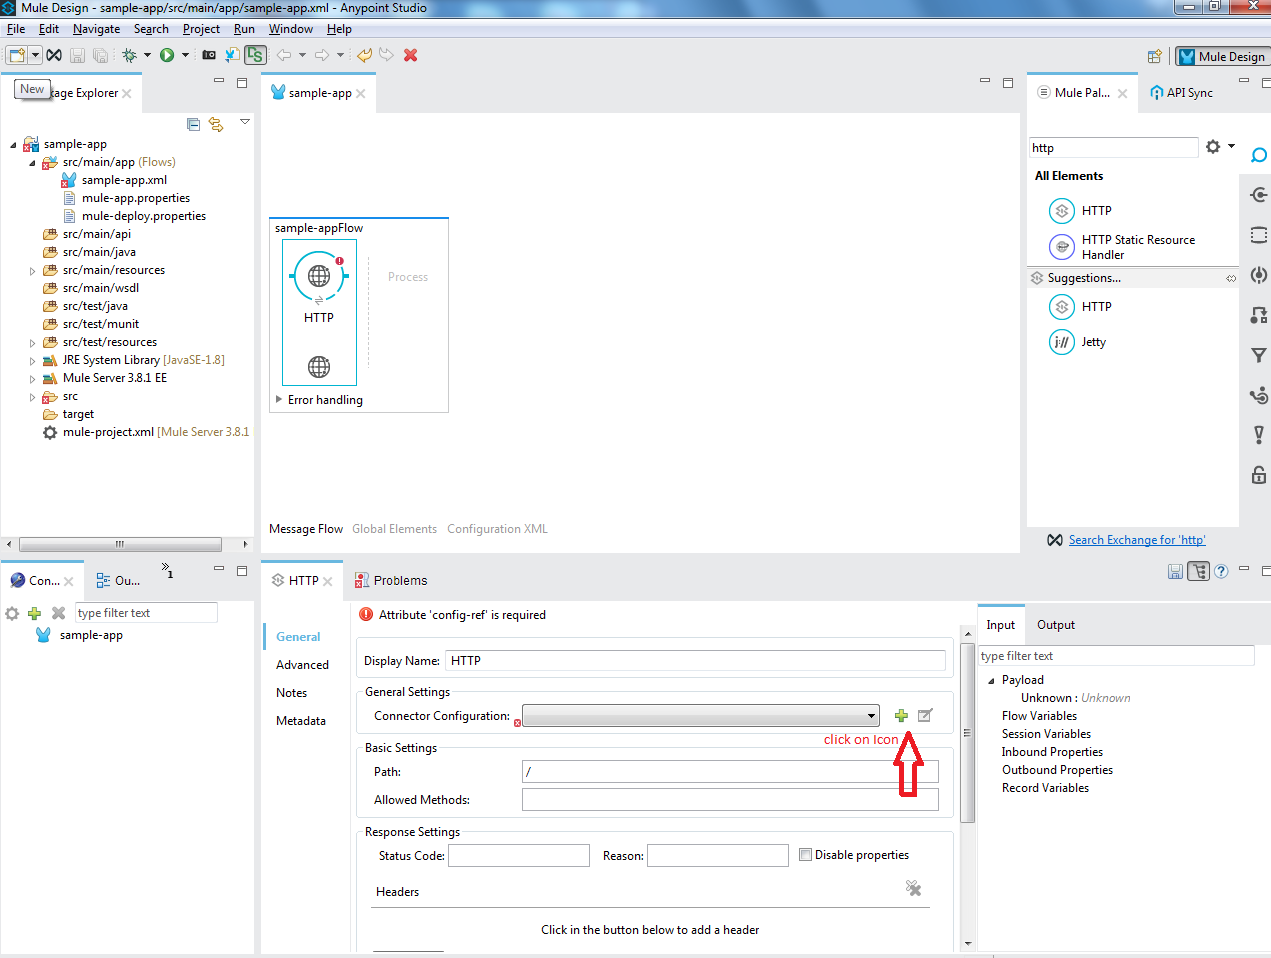 Mule Design - sample-app/src/main/app/sample-app.xml - Anypoint Studio
File Edit Navigate Search Project Run Window Help
Mule Design
New
kage Explorer
sample-app
src/main/app (Flows)
sample-app.xml
mule-app.properties
mule-deploy.properties
src/main/api
src/main/java
src/main/resources
src/main/wsdl
src/test/java
src/test/munit
src/test/resources
JRE System Library [JavaSE-1.8]
Mule Server 3.8.1 EE
src
target
mule-project.xml [Mule Server 3.8.1
sample-app
sample-appFlow
HTTP
Process
Error handling
Message Flow Global Elements Configuration XML
Mule Pal... API Sync
http
All Elements
HTTP
HTTP Static Resource
Handler
Suggestions...
HTTP
Jetty
Search Exchange for 'http'
Con... Ou... »1
type filter text
sample-app
HTTP Problems
Attribute 'config-ref' is required
General
Advanced
Notes
Metadata
Display Name: HTTP
General Settings
Connector Configuration:
click on Icon
Basic Settings
Path: /
Allowed Methods:
Response Settings
Status Code: Reason: Disable properties
Headers
Click in the button below to add a header
Input Output
type filter text
Payload
Unknown : Unknown
Flow Variables
Session Variables
Inbound Properties
Outbound Properties
Record Variables